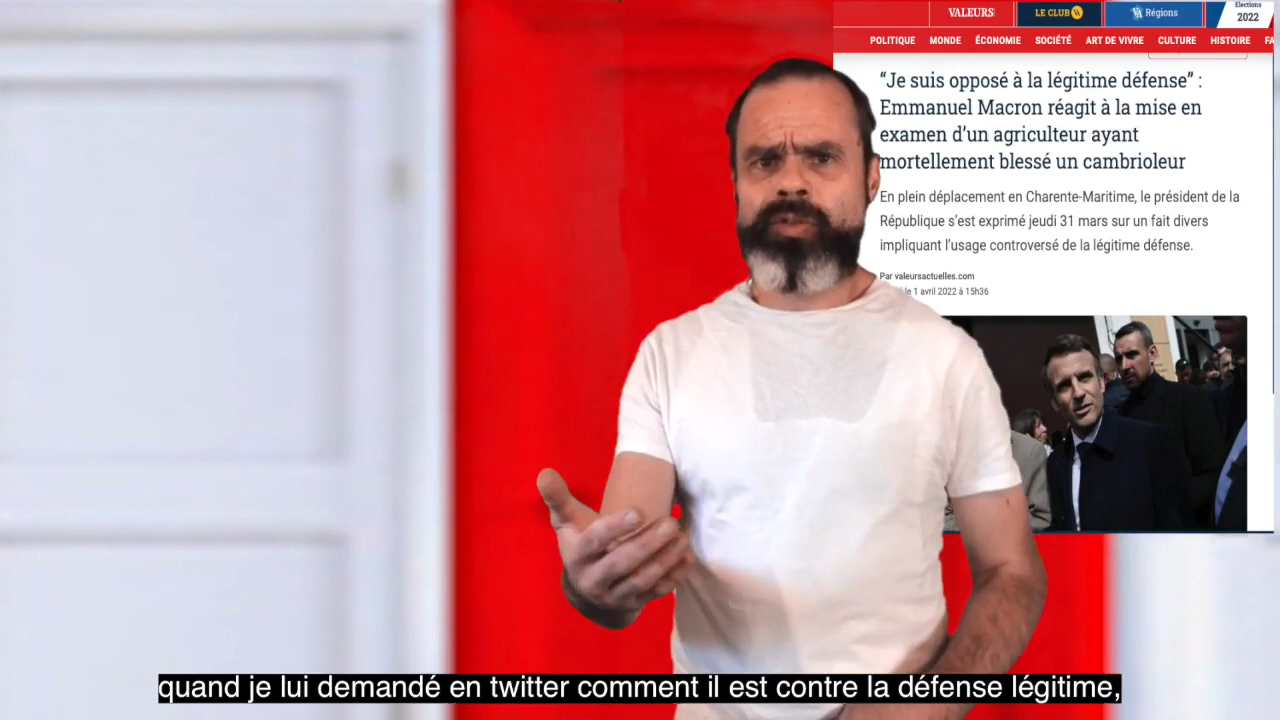 VALEURS
LE CLUB VA
VA Régions
Elections
2022
POLITIQUE MONDE ÉCONOMIE SOCIÉTÉ ART DE VIVRE CULTURE HISTOIRE FA
“Je suis opposé à la légitime défense” :
Emmanuel Macron réagit à la mise en
examen d’un agriculteur ayant
mortellement blessé un cambrioleur
En plein déplacement en Charente-Maritime, le président de la
République s’est exprimé jeudi 31 mars sur un fait divers
impliquant l’usage controversé de la légitime défense.
Par valeursactuelles.com
le 1 avril 2022 à 15h36
quand je lui demandé en twitter comment il est contre la défense légitime,